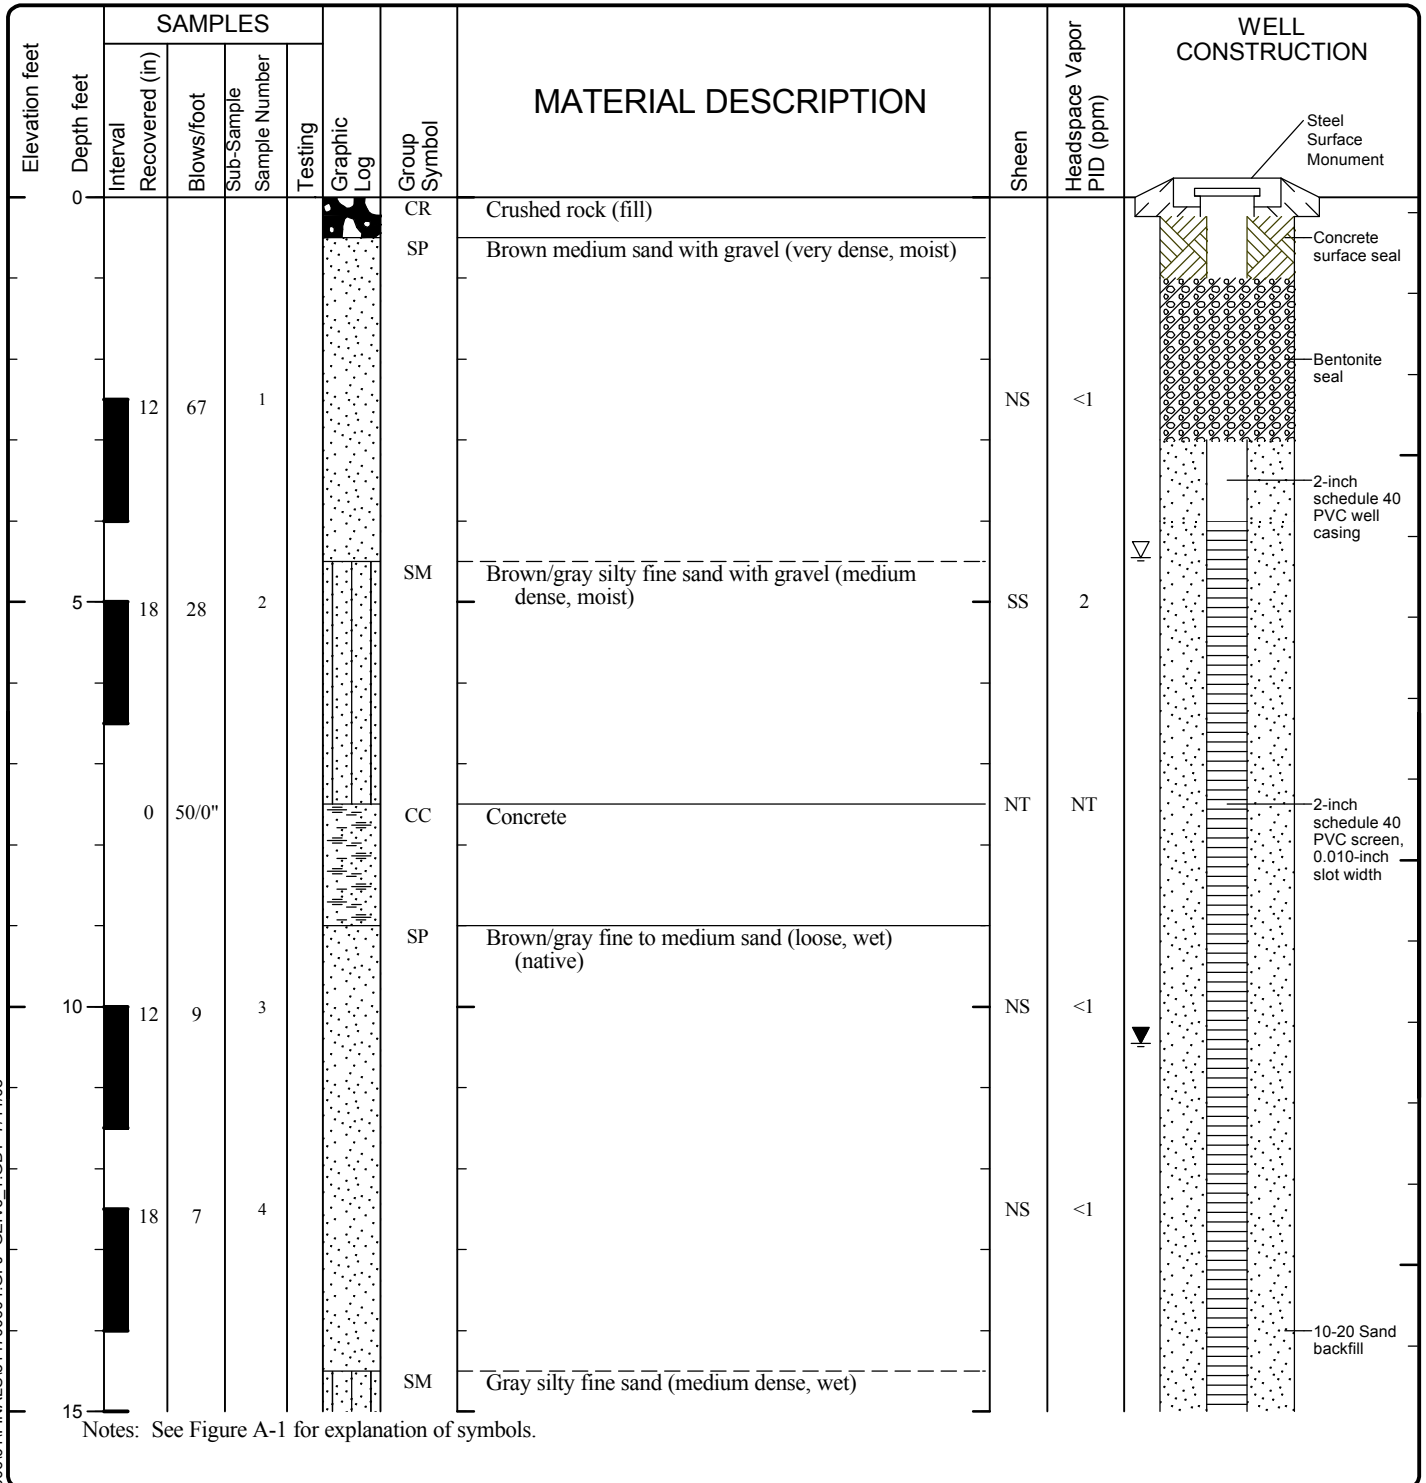 SAMPLES
Elevation feet
Depth feet
Interval
Recovered (in)
Blows/foot
Sub-Sample
Sample Number
Testing
Graphic
Log
Group
Symbol
MATERIAL DESCRIPTION
Sheen
Headspace Vapor
PID (ppm)
WELL
CONSTRUCTION
Steel
Surface
Monument
0
CR
Crushed rock (fill)
SP
Brown medium sand with gravel (very dense, moist)
Concrete
surface seal
Bentonite
seal
12 67 1 NS <1
2-inch
schedule 40
PVC well
casing
SM
Brown/gray silty fine sand with gravel (medium
dense, moist)
5 18 28 2 SS 2
0 50/0" NT NT
CC
Concrete
2-inch
schedule 40
PVC screen,
0.010-inch
slot width
SP
Brown/gray fine to medium sand (loose, wet)
(native)
10 12 9 3 NS <1
18 7 4 NS <1
10-20 Sand
backfill
SM
Gray silty fine sand (medium dense, wet)
15
Notes: See Figure A-1 for explanation of symbols.